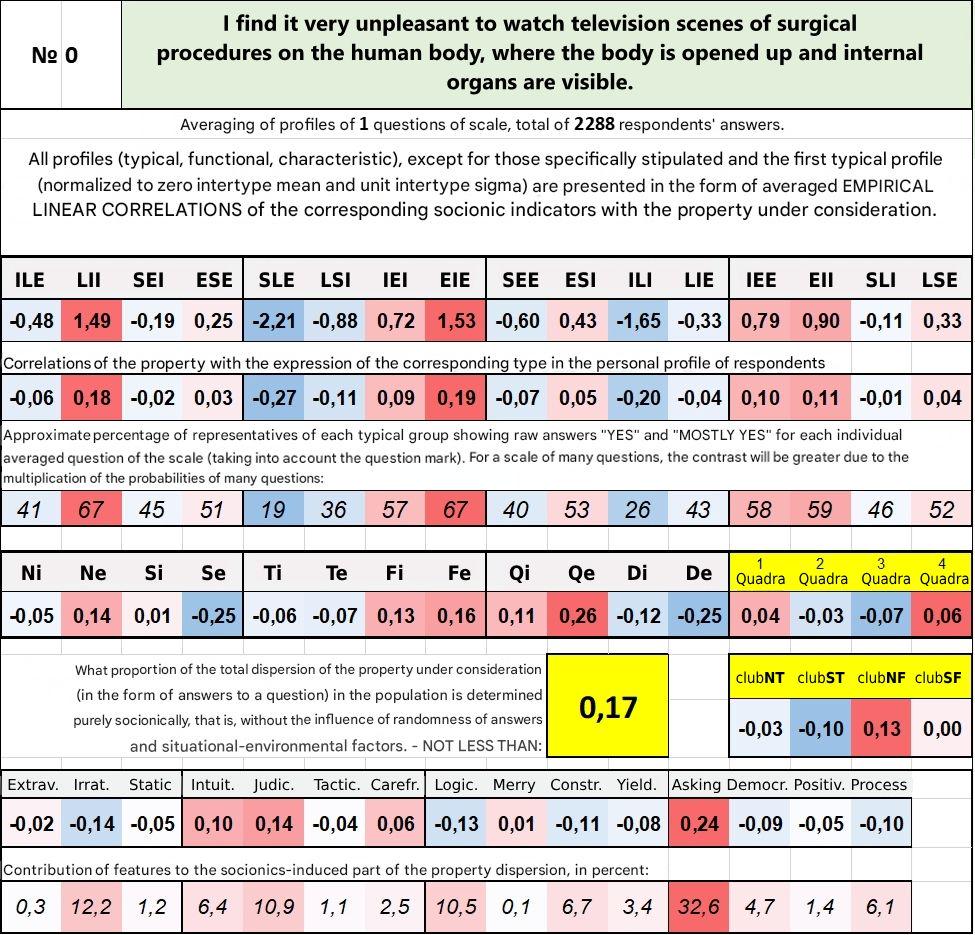 № 0
I find it very unpleasant to watch television scenes of surgical
procedures on the human body, where the body is opened up and internal
organs are visible.
Averaging of profiles of 1 questions of scale, total of 2288 respondents' answers.
All profiles (typical, functional, characteristic), except for those specifically stipulated and the first typical profile
(normalized to zero intertype mean and unit intertype sigma) are presented in the form of averaged EMPIRICAL
LINEAR CORRELATIONS of the corresponding socionic indicators with the property under consideration.
ILE LII SEI ESE SLE LSI IEI EIE SEE ESI ILI LIE IEE EII SLI LSE
-0,48 1,49 -0,19 0,25 -2,21 -0,88 0,72 1,53 -0,60 0,43 -1,65 -0,33 0,79 0,90 -0,11 0,33
Correlations of the property with the expression of the corresponding type in the personal profile of respondents
-0,06 0,18 -0,02 0,03 -0,27 -0,11 0,09 0,19 -0,07 0,05 -0,20 -0,04 0,10 0,11 -0,01 0,04
Approximate percentage of representatives of each typical group showing raw answers "YES" and "MOSTLY YES" for each individual
averaged question of the scale (taking into account the question mark). For a scale of many questions, the contrast will be greater due to the
multiplication of the probabilities of many questions:
41 67 45 51 19 36 57 67 40 53 26 43 58 59 46 52
Ni Ne Si Se Ti Te Fi Fe Qi Qe Di De 1 Quadra 2 Quadra 3 Quadra 4 Quadra
-0,05 0,14 0,01 -0,25 -0,06 -0,07 0,13 0,16 0,11 0,26 -0,12 -0,25 0,04 -0,03 -0,07 0,06
What proportion of the total dispersion of the property under consideration
(in the form of answers to a question) in the population is determined
purely socionically, that is, without the influence of randomness of answers
and situational-environmental factors. - NOT LESS THAN:
0,17
clubNT clubST clubNF clubSF
-0,03 -0,10 0,13 0,00
Extrav. Irrat. Static Intuit. Judic. Tactic. Carefr. Logic. Merry Constr. Yield. Asking Democr. Positiv. Process
-0,02 -0,14 -0,05 0,10 0,14 -0,04 0,06 -0,13 0,01 -0,11 -0,08 0,24 -0,09 -0,05 -0,10
Contribution of features to the socionics-induced part of the property dispersion, in percent:
0,3 12,2 1,2 6,4 10,9 1,1 2,5 10,5 0,1 6,7 3,4 32,6 4,7 1,4 6,1